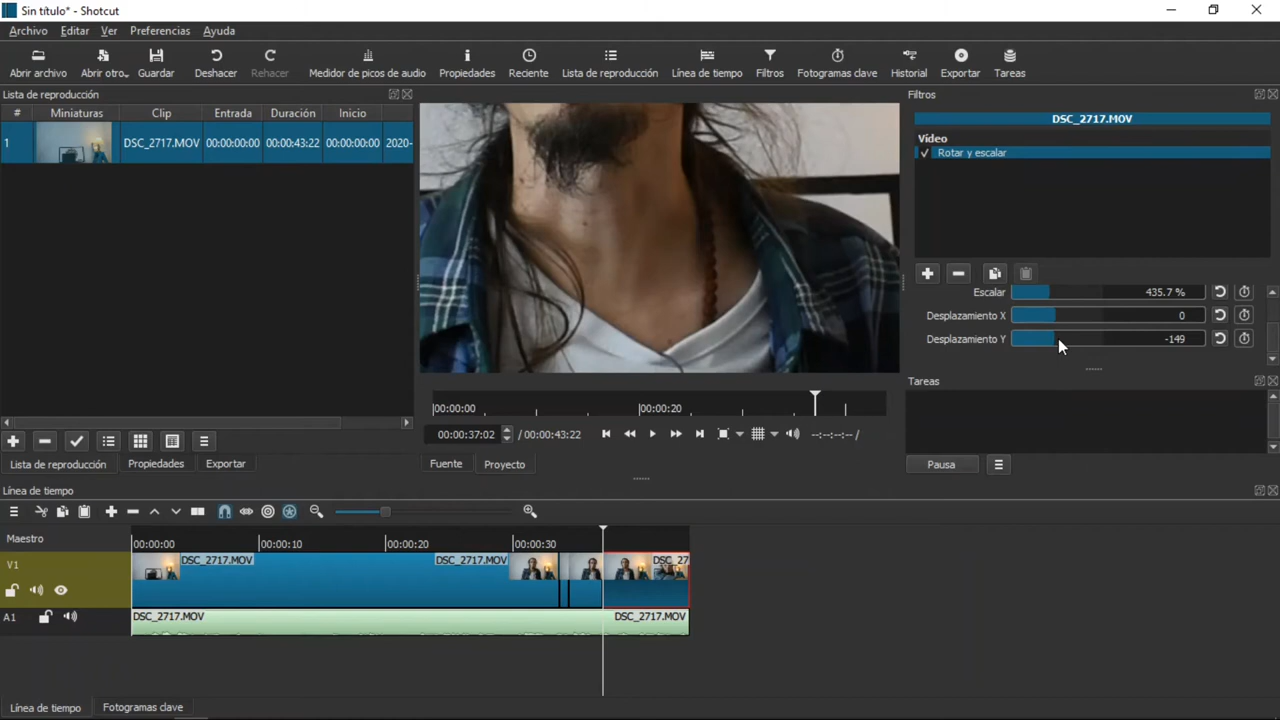 Sin título* - Shotcut
Archivo Editar Ver Preferencias Ayuda
Abrir archivo Abrir otro.. Guardar Deshacer Rehacer Medidor de picos de audio Propiedades Reciente Lista de reproducción Línea de tiempo Filtros Fotogramas clave Historial Exportar Tareas
Lista de reproducción
# Miniaturas Clip Entrada Duración Inicio
1 DSC_2717.MOV 00:00:00:00 00:00:43:22 00:00:00:00 2020-
Lista de reproducción Propiedades Exportar
00:00:00 00:00:20
00:00:37:02 / 00:00:43:22 --:--:--:-- /
Fuente Proyecto
Filtros
DSC_2717.MOV
Vídeo
Rotar y escalar
Escalar 435.7 %
Desplazamiento X 0
Desplazamiento Y -149
Tareas
Pausa
Línea de tiempo
Maestro 00:00:00 00:00:10 00:00:20 00:00:30
V1 DSC_2717.MOV DSC_2717.MOV DSC_27
A1 DSC_2717.MOV DSC_2717.MOV
Línea de tiempo Fotogramas clave